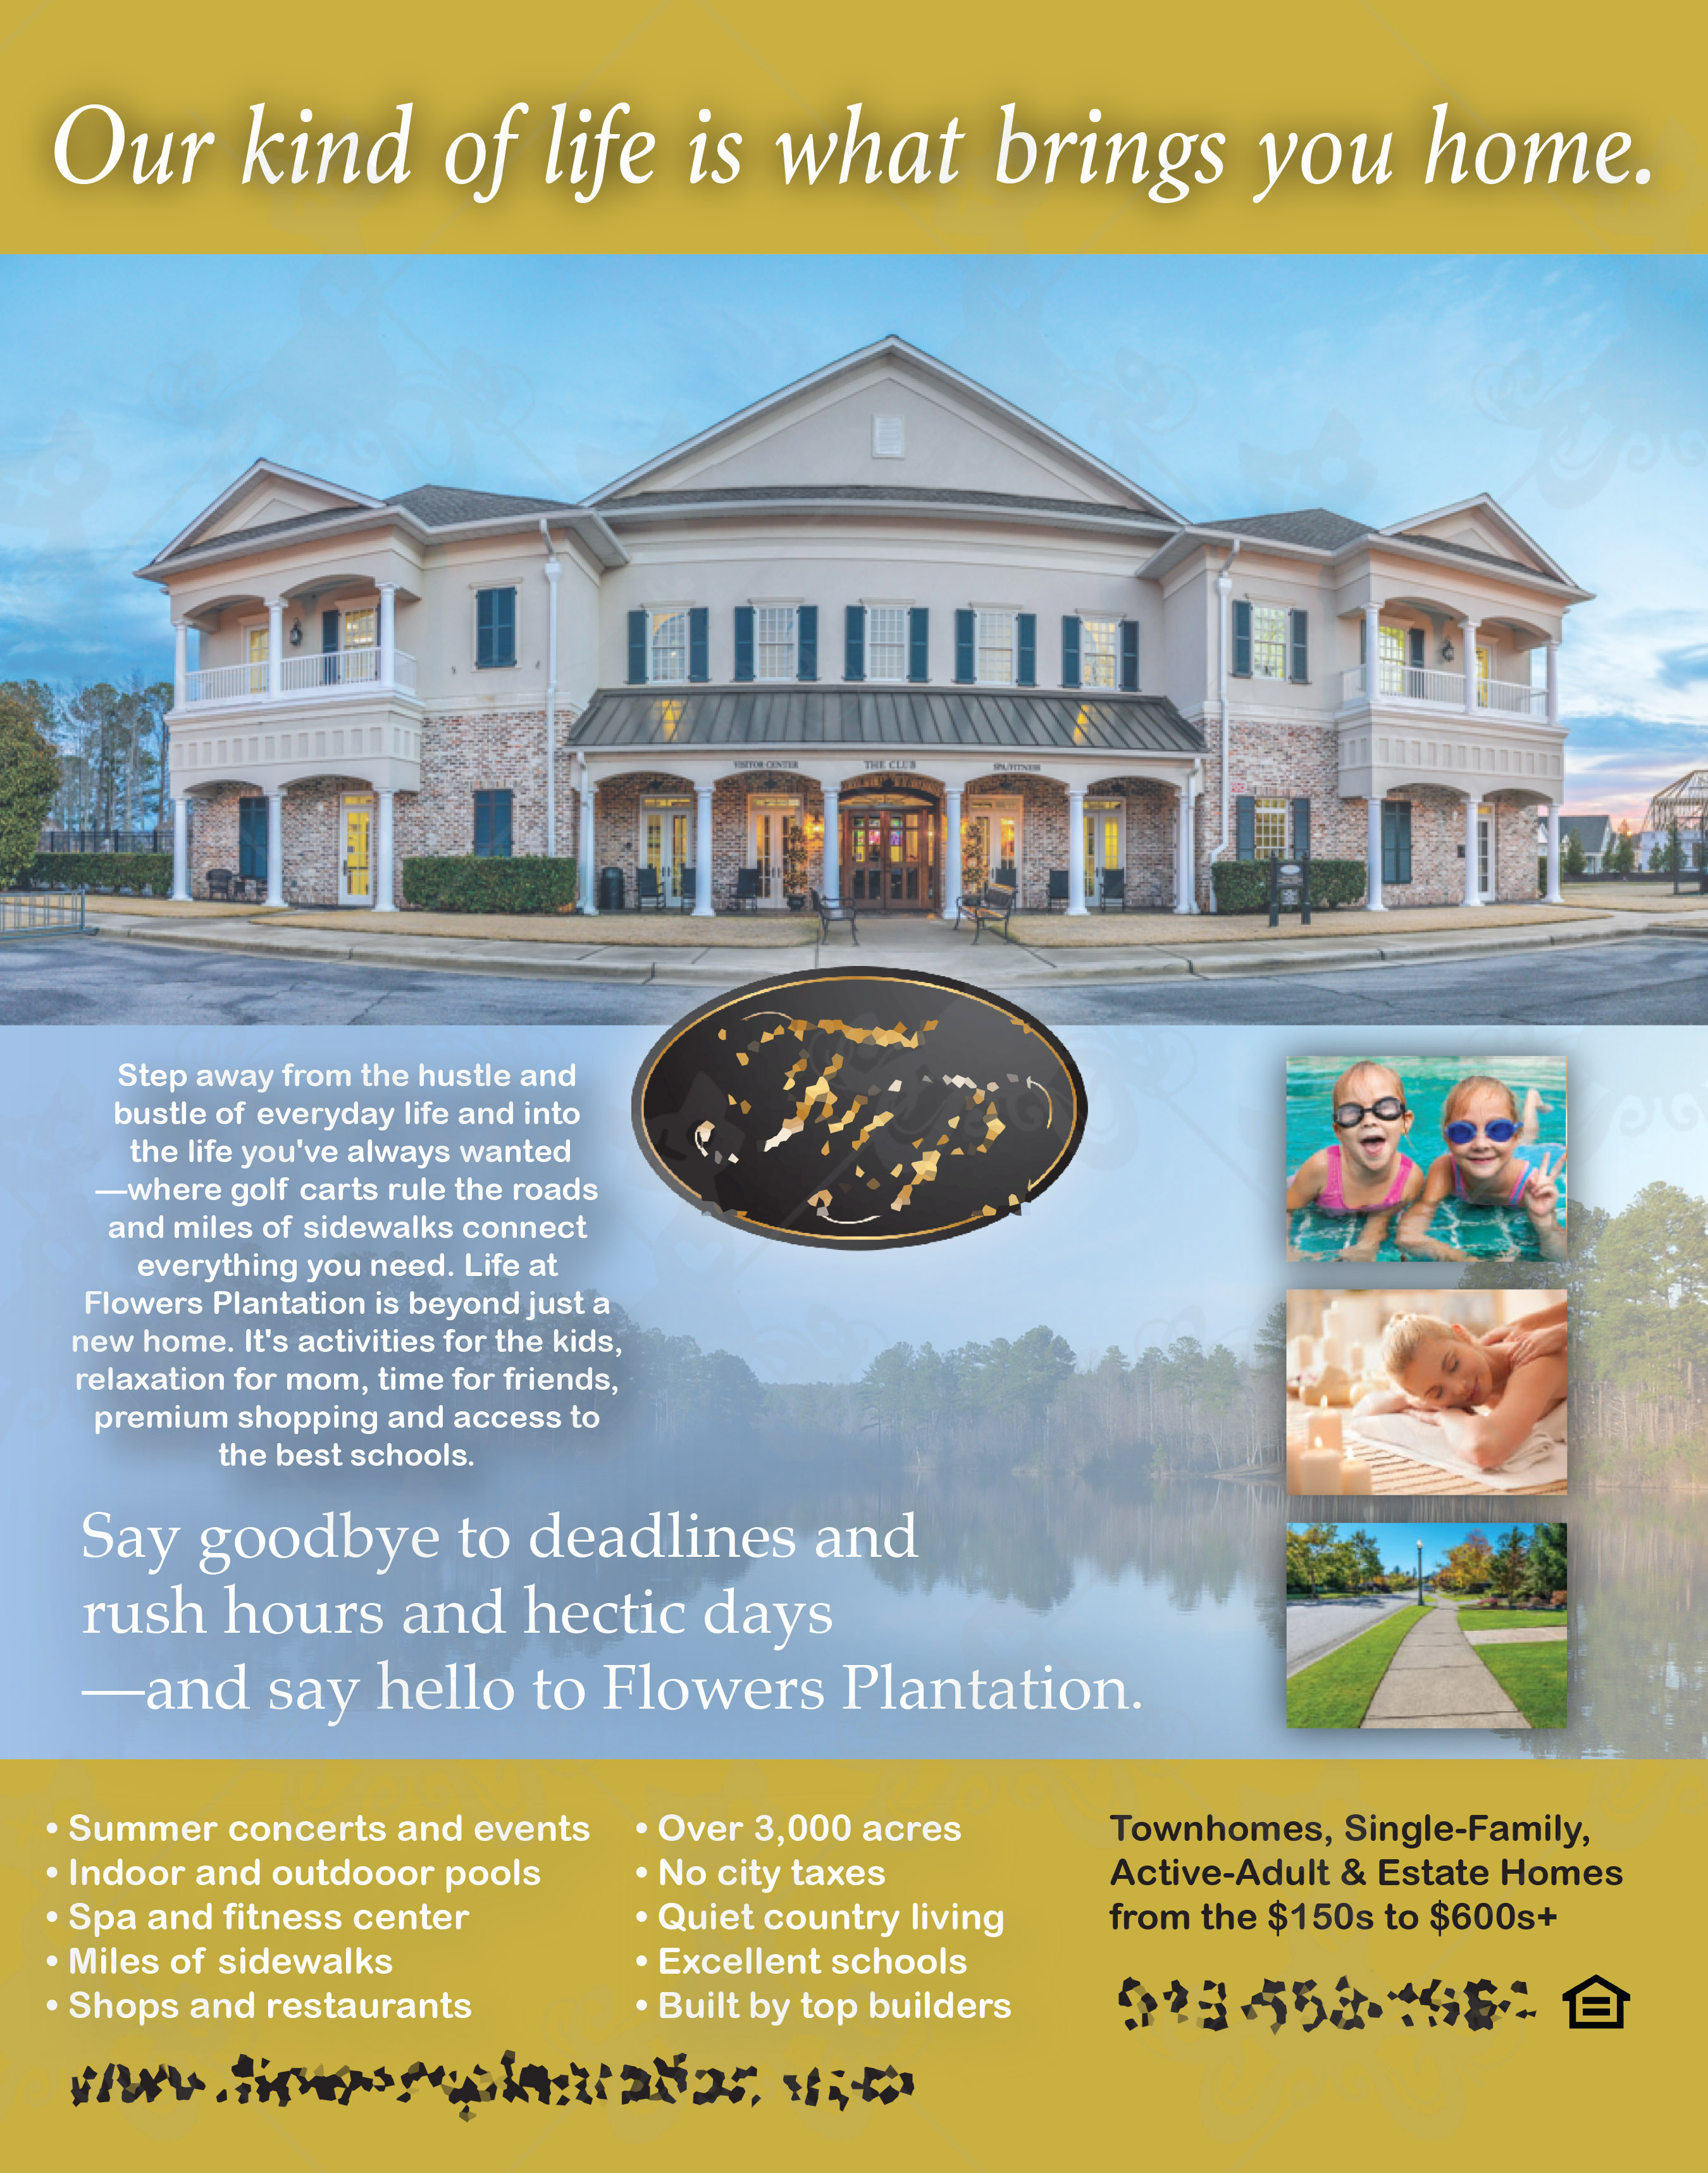 Our kind of life is what brings you home.
VISITOR CENTER
THE CLUB
SPA/FITNESS
Step away from the hustle and
bustle of everyday life and into
the life you've always wanted
—where golf carts rule the roads
and miles of sidewalks connect
everything you need. Life at
Flowers Plantation is beyond just a
new home. It's activities for the kids,
relaxation for mom, time for friends,
premium shopping and access to
the best schools.
Say goodbye to deadlines and
rush hours and hectic days
—and say hello to Flowers Plantation.
• Summer concerts and events
• Indoor and outdooor pools
• Spa and fitness center
• Miles of sidewalks
• Shops and restaurants
• Over 3,000 acres
• No city taxes
• Quiet country living
• Excellent schools
• Built by top builders
Townhomes, Single-Family,
Active-Adult & Estate Homes
from the $150s to $600s+